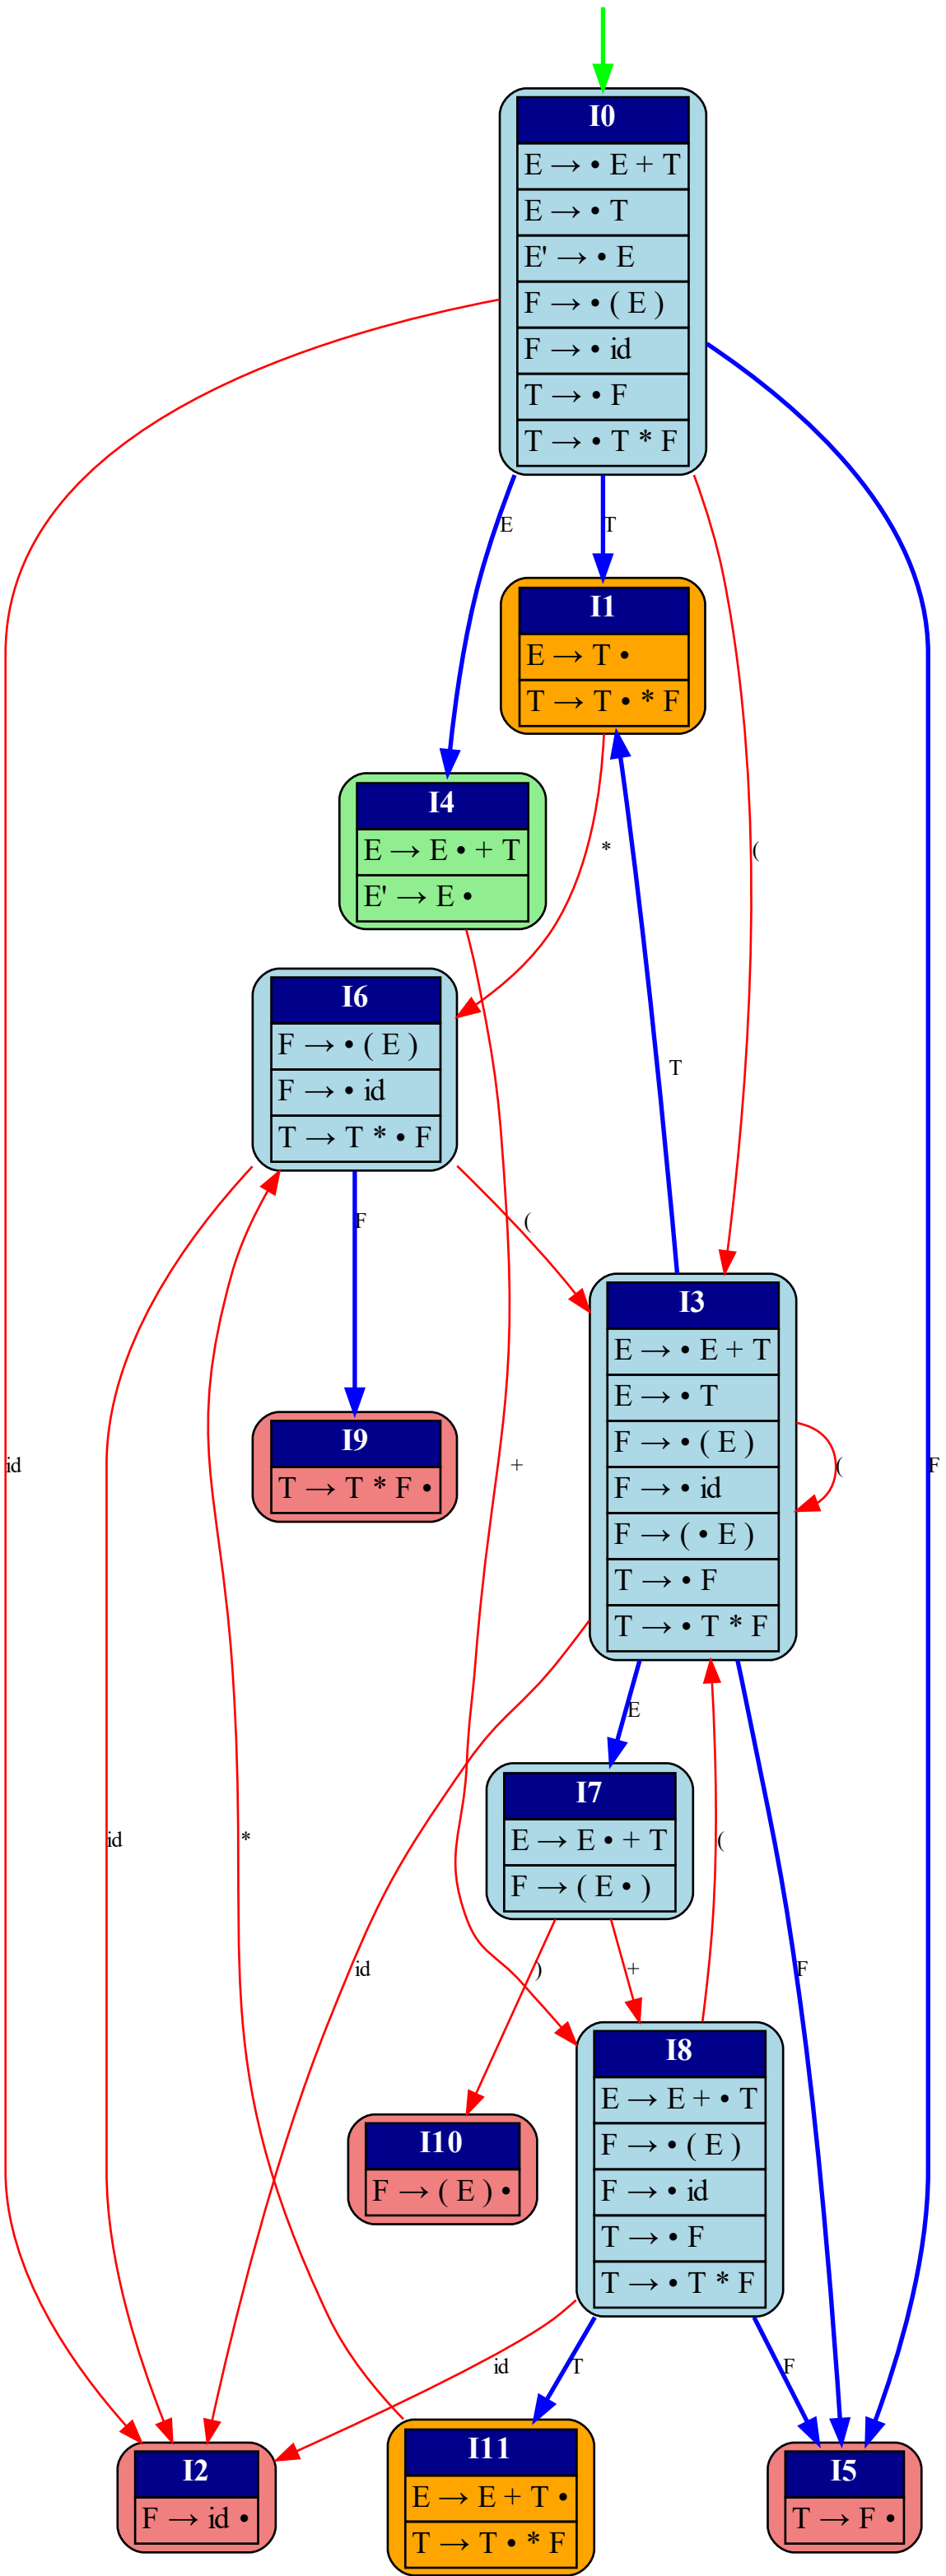 I0
E → • E + T
E → • T
E' → • E
F → • ( E )
F → • id
T → • F
T → • T * F
E
T
I1
E → T •
T → T • * F
I4
E → E • + T
E' → E •
*
(
I6
F → • ( E )
F → • id
T → T * • F
T
F
(
I3
E → • E + T
E → • T
F → • ( E )
F → • id
F → ( • E )
T → • F
T → • T * F
I9
T → T * F •
id
+
(
F
E
I7
E → E • + T
F → ( E • )
id
*
(
id
)
+
F
I8
E → E + • T
F → • ( E )
F → • id
T → • F
T → • T * F
I10
F → ( E ) •
id
T
F
I2
F → id •
I11
E → E + T •
T → T • * F
I5
T → F •